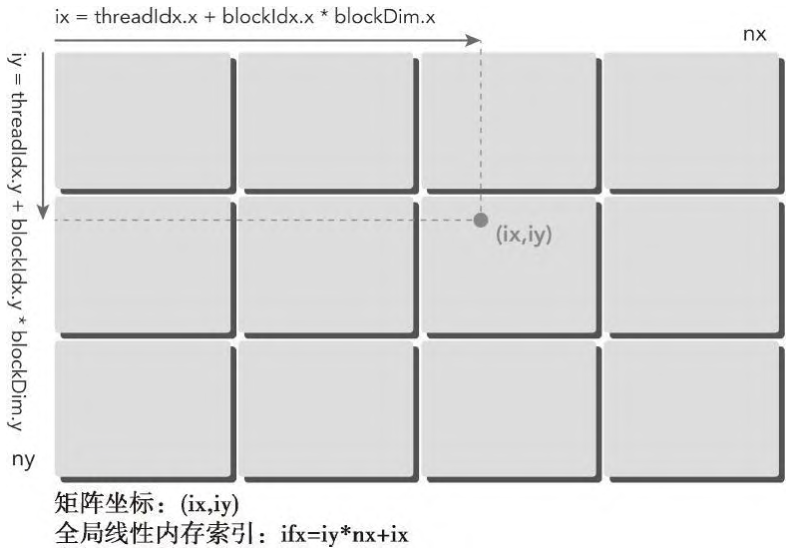 ix = threadIdx.x + blockIdx.x * blockDim.x
nx
iy = threadIdx.y + blockIdx.y * blockDim.y
(ix,iy)
ny
矩阵坐标：(ix,iy)
全局线性内存索引：ifx=iy*nx+ix